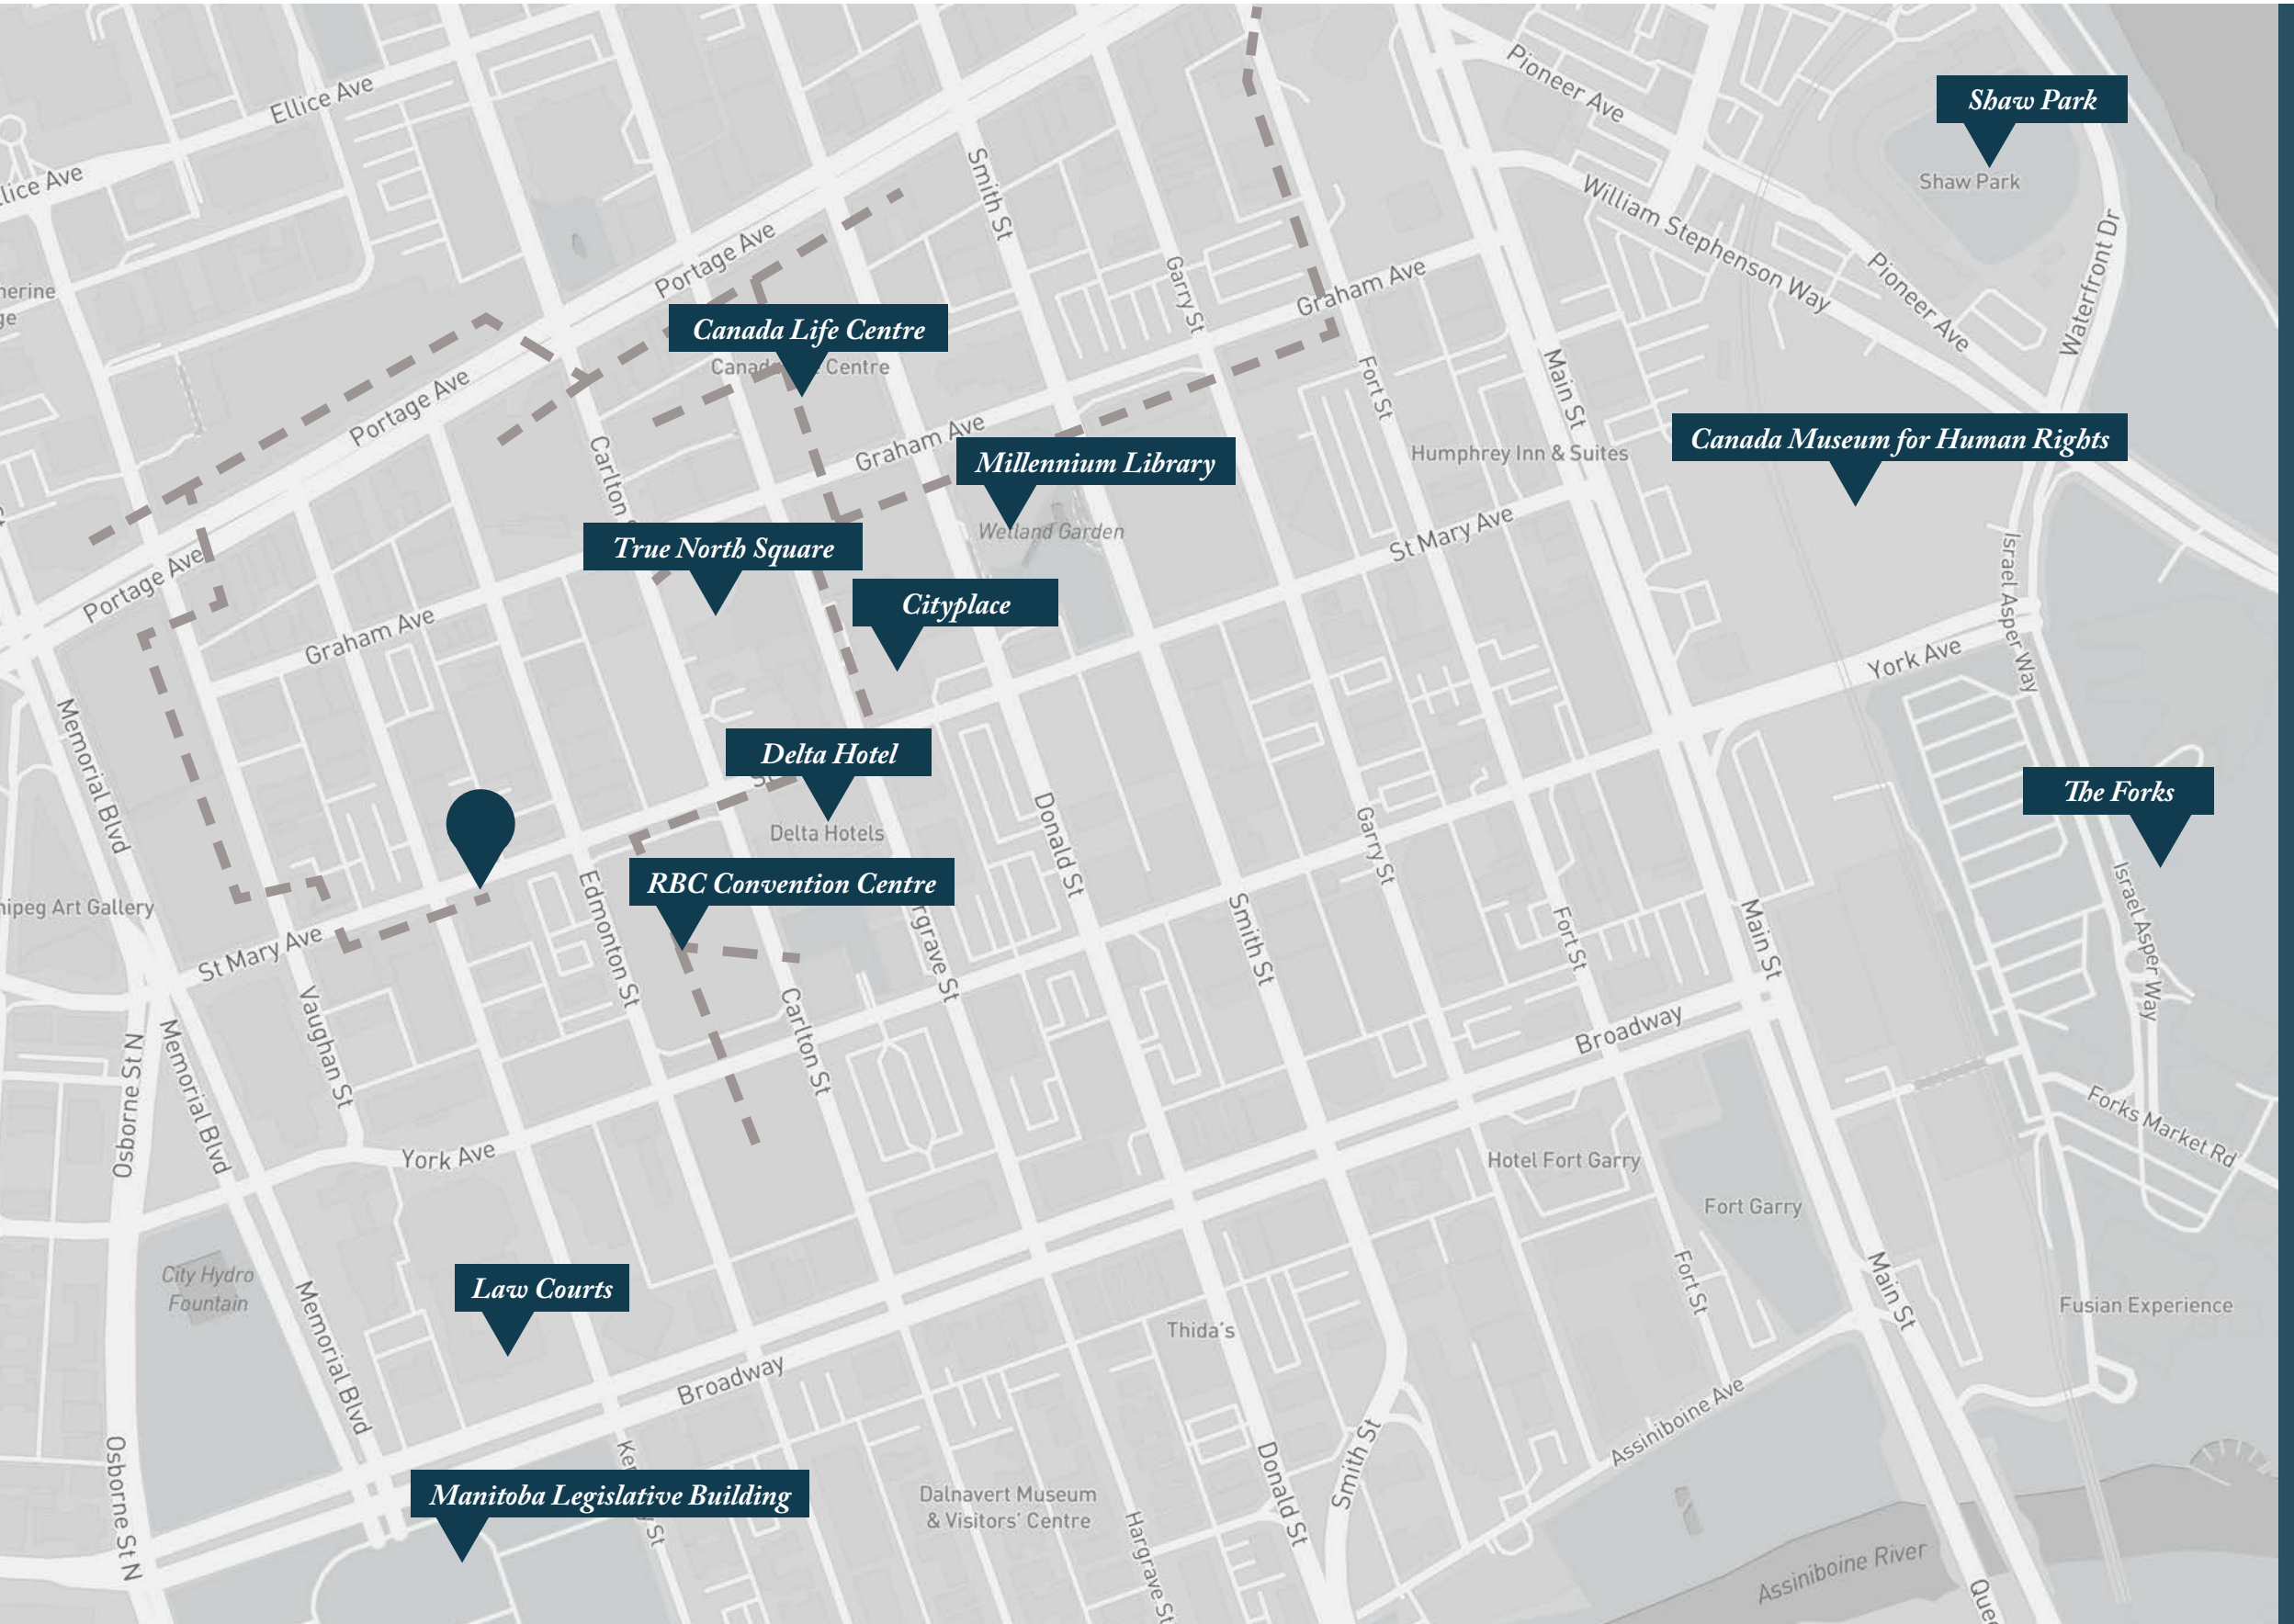 Ellice Ave
Pioneer Ave
Shaw Park
Shaw Park
Smith St
William Stephenson Way
Portage Ave
Waterfront Dr
Garry St
Graham Ave
Pioneer Ave
Canada Life Centre
Centre
Portage Ave
Fort St
Main St
Graham Ave
Carlton
Millennium Library
Humphrey Inn & Suites
Canada Museum for Human Rights
Wetland Garden
St Mary Ave
True North Square
Portage Ave
Israel Asper Way
Cityplace
Graham Ave
York Ave
Memorial Blvd
Delta Hotel
Delta Hotels
Donald St
Garry St
The Forks
RBC Convention Centre
Art Gallery
St Mary Ave
Edmonton St
Smith St
Fort St
Main St
Israel Asper Way
Vaughan St
Carlton St
Broadway
Osborne St N
Memorial Blvd
York Ave
Forks Market Rd
Hotel Fort Garry
Fort Garry
City Hydro
Fountain
Law Courts
Memorial Blvd
Fort St
Main St
Fusian Experience
Thida's
Broadway
Assiniboine Ave
Osborne St N
Smith St
Donald St
Manitoba Legislative Building
St
Dalnavert Museum
& Visitors' Centre
Hargrave St
Assiniboine River